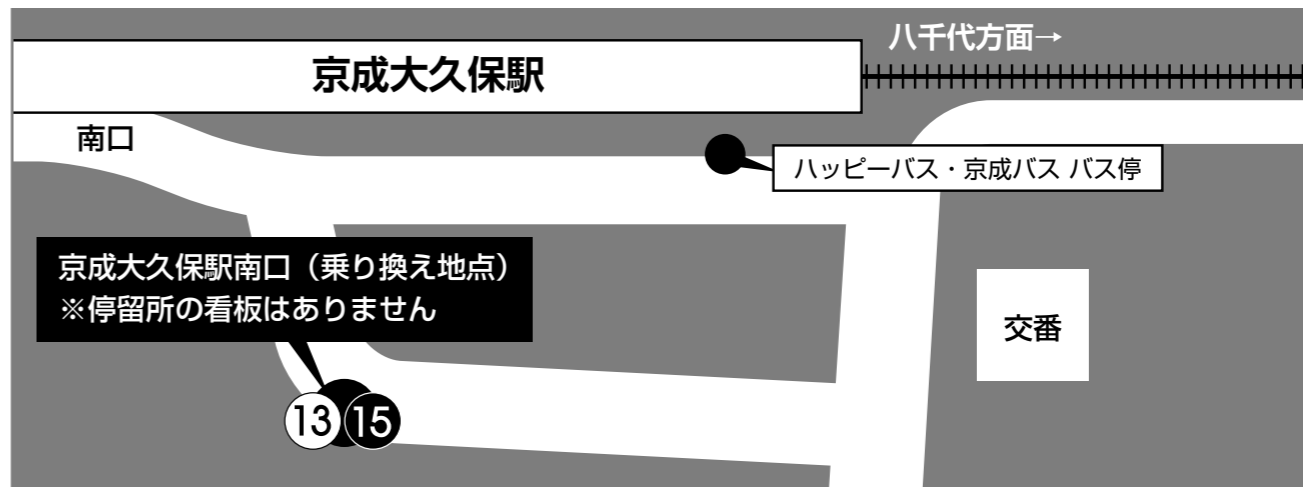 八千代方面→
京成大久保駅
南口
ハッピーバス・京成バス バス停
京成大久保駅南口（乗り換え地点）
※停留所の看板はありません
交番
13 15